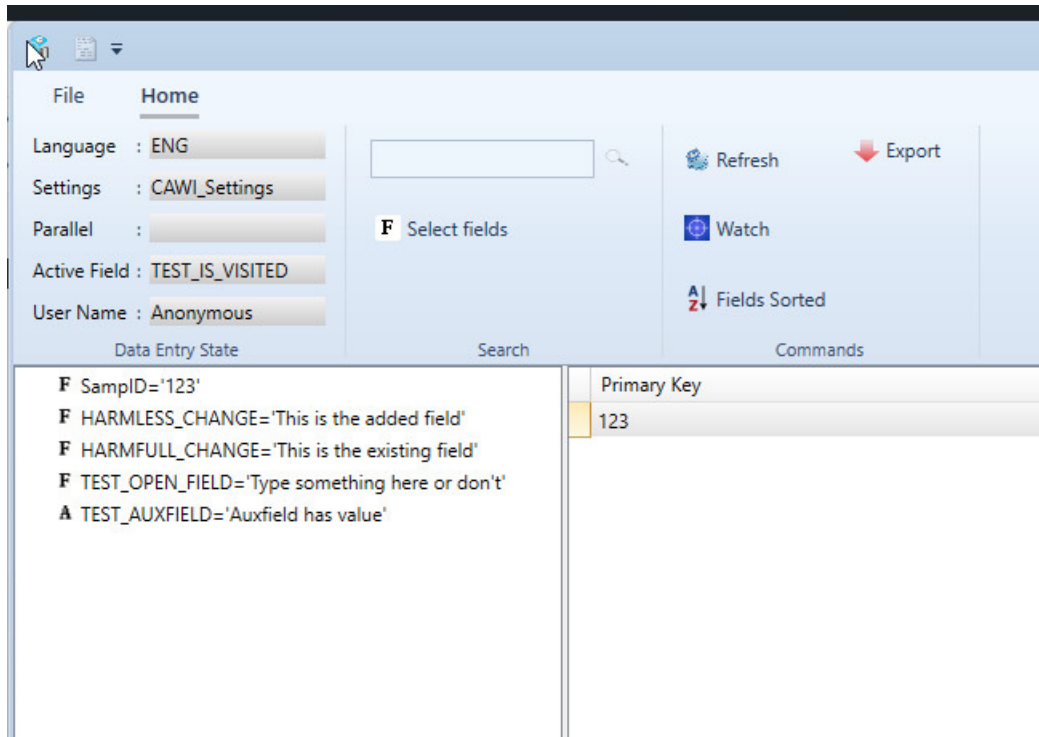 File Home
Language : ENG
Settings : CAWI_Settings
Parallel :
Active Field : TEST_IS_VISITED
User Name : Anonymous
Data Entry State
F Select fields
Search
Refresh
Export
Watch
A Z Fields Sorted
Commands
F SampID='123'
F HARMLESS_CHANGE='This is the added field'
F HARMFULL_CHANGE='This is the existing field'
F TEST_OPEN_FIELD='Type something here or don't'
A TEST_AUXFIELD='Auxfield has value'
Primary Key
123